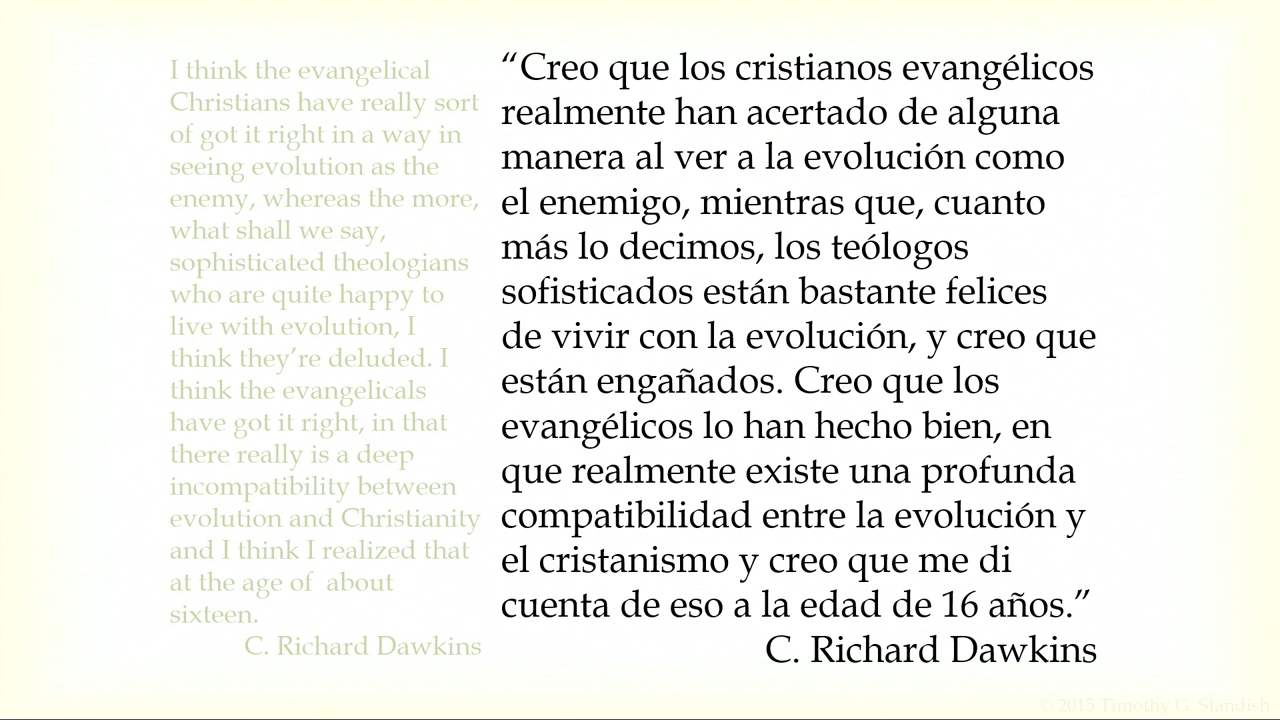 I think the evangelical
Christians have really sort
of got it right in a way in
seeing evolution as the
enemy, whereas the more,
what shall we say,
sophisticated theologians
who are quite happy to
live with evolution, I
think they’re deluded. I
think the evangelicals
have got it right, in that
there really is a deep
incompatibility between
evolution and Christianity
and I think I realized that
at the age of  about
sixteen.
C. Richard Dawkins
“Creo que los cristianos evangélicos
realmente han acertado de alguna
manera al ver a la evolución como
el enemigo, mientras que, cuanto
más lo decimos, los teólogos
sofisticados están bastante felices
de vivir con la evolución, y creo que
están engañados. Creo que los
evangélicos lo han hecho bien, en
que realmente existe una profunda
compatibilidad entre la evolución y
el cristanismo y creo que me di
cuenta de eso a la edad de 16 años.”
C. Richard Dawkins
© 2015 Timothy G. Standish